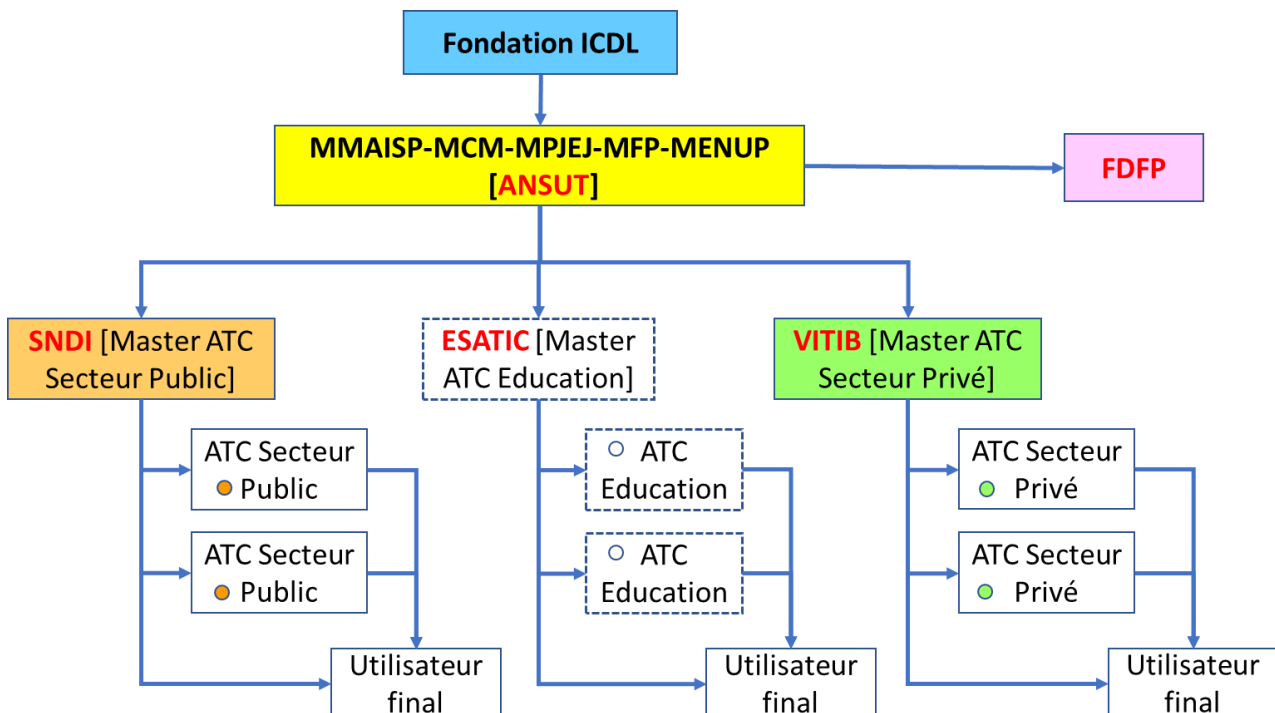 Fondation ICDL
MMAISP-MCM-MPJEJ-MFP-MENUP
[ANSUT]
FDFP
SNDI [Master ATC
Secteur Public]
ESATIC [Master
ATC Education]
VITIB [Master ATC
Secteur Privé]
ATC Secteur
Public
ATC
Education
ATC Secteur
Privé
ATC Secteur
Public
ATC
Education
ATC Secteur
Privé
Utilisateur
final
Utilisateur
final
Utilisateur
final